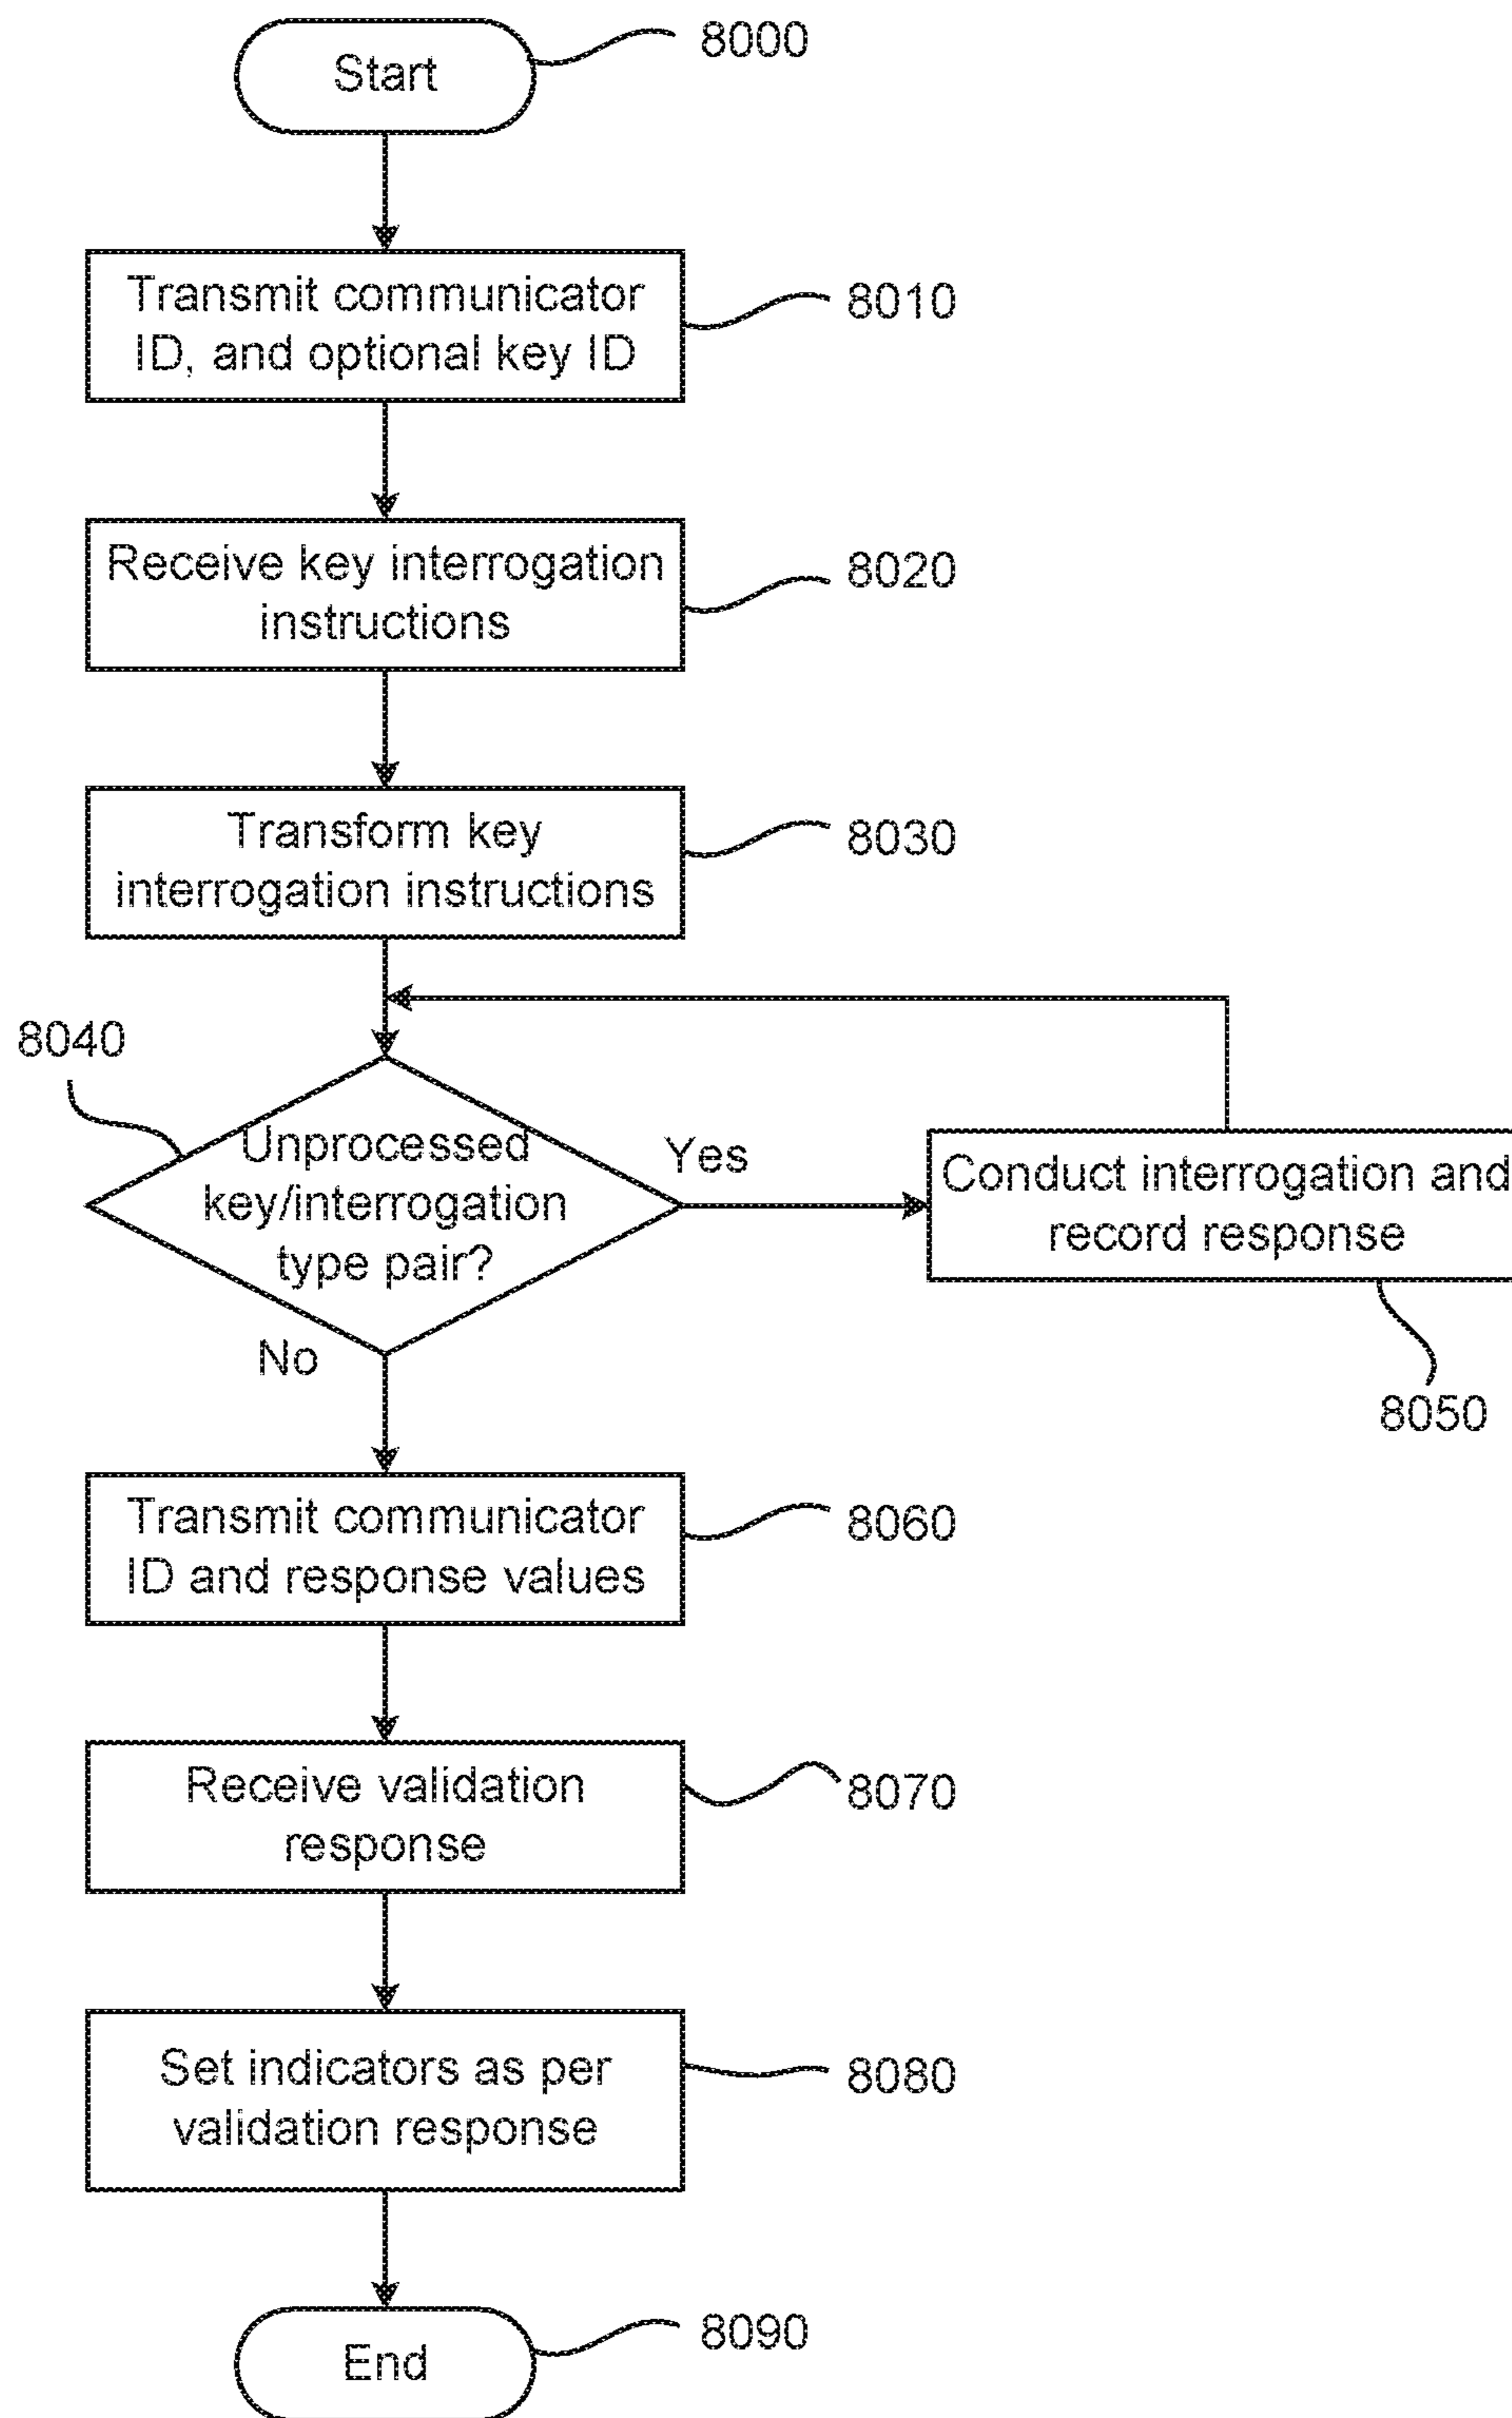 Start
8000
Transmit communicator
ID, and optional key ID
8010
Receive key interrogation
instructions
8020
Transform key
interrogation instructions
8030
8040
Unprocessed
key/interrogation
type pair?
Yes
Conduct interrogation and
record response
8050
No
Transmit communicator
ID and response values
8060
Receive validation
response
8070
Set indicators as per
validation response
8080
End
8090